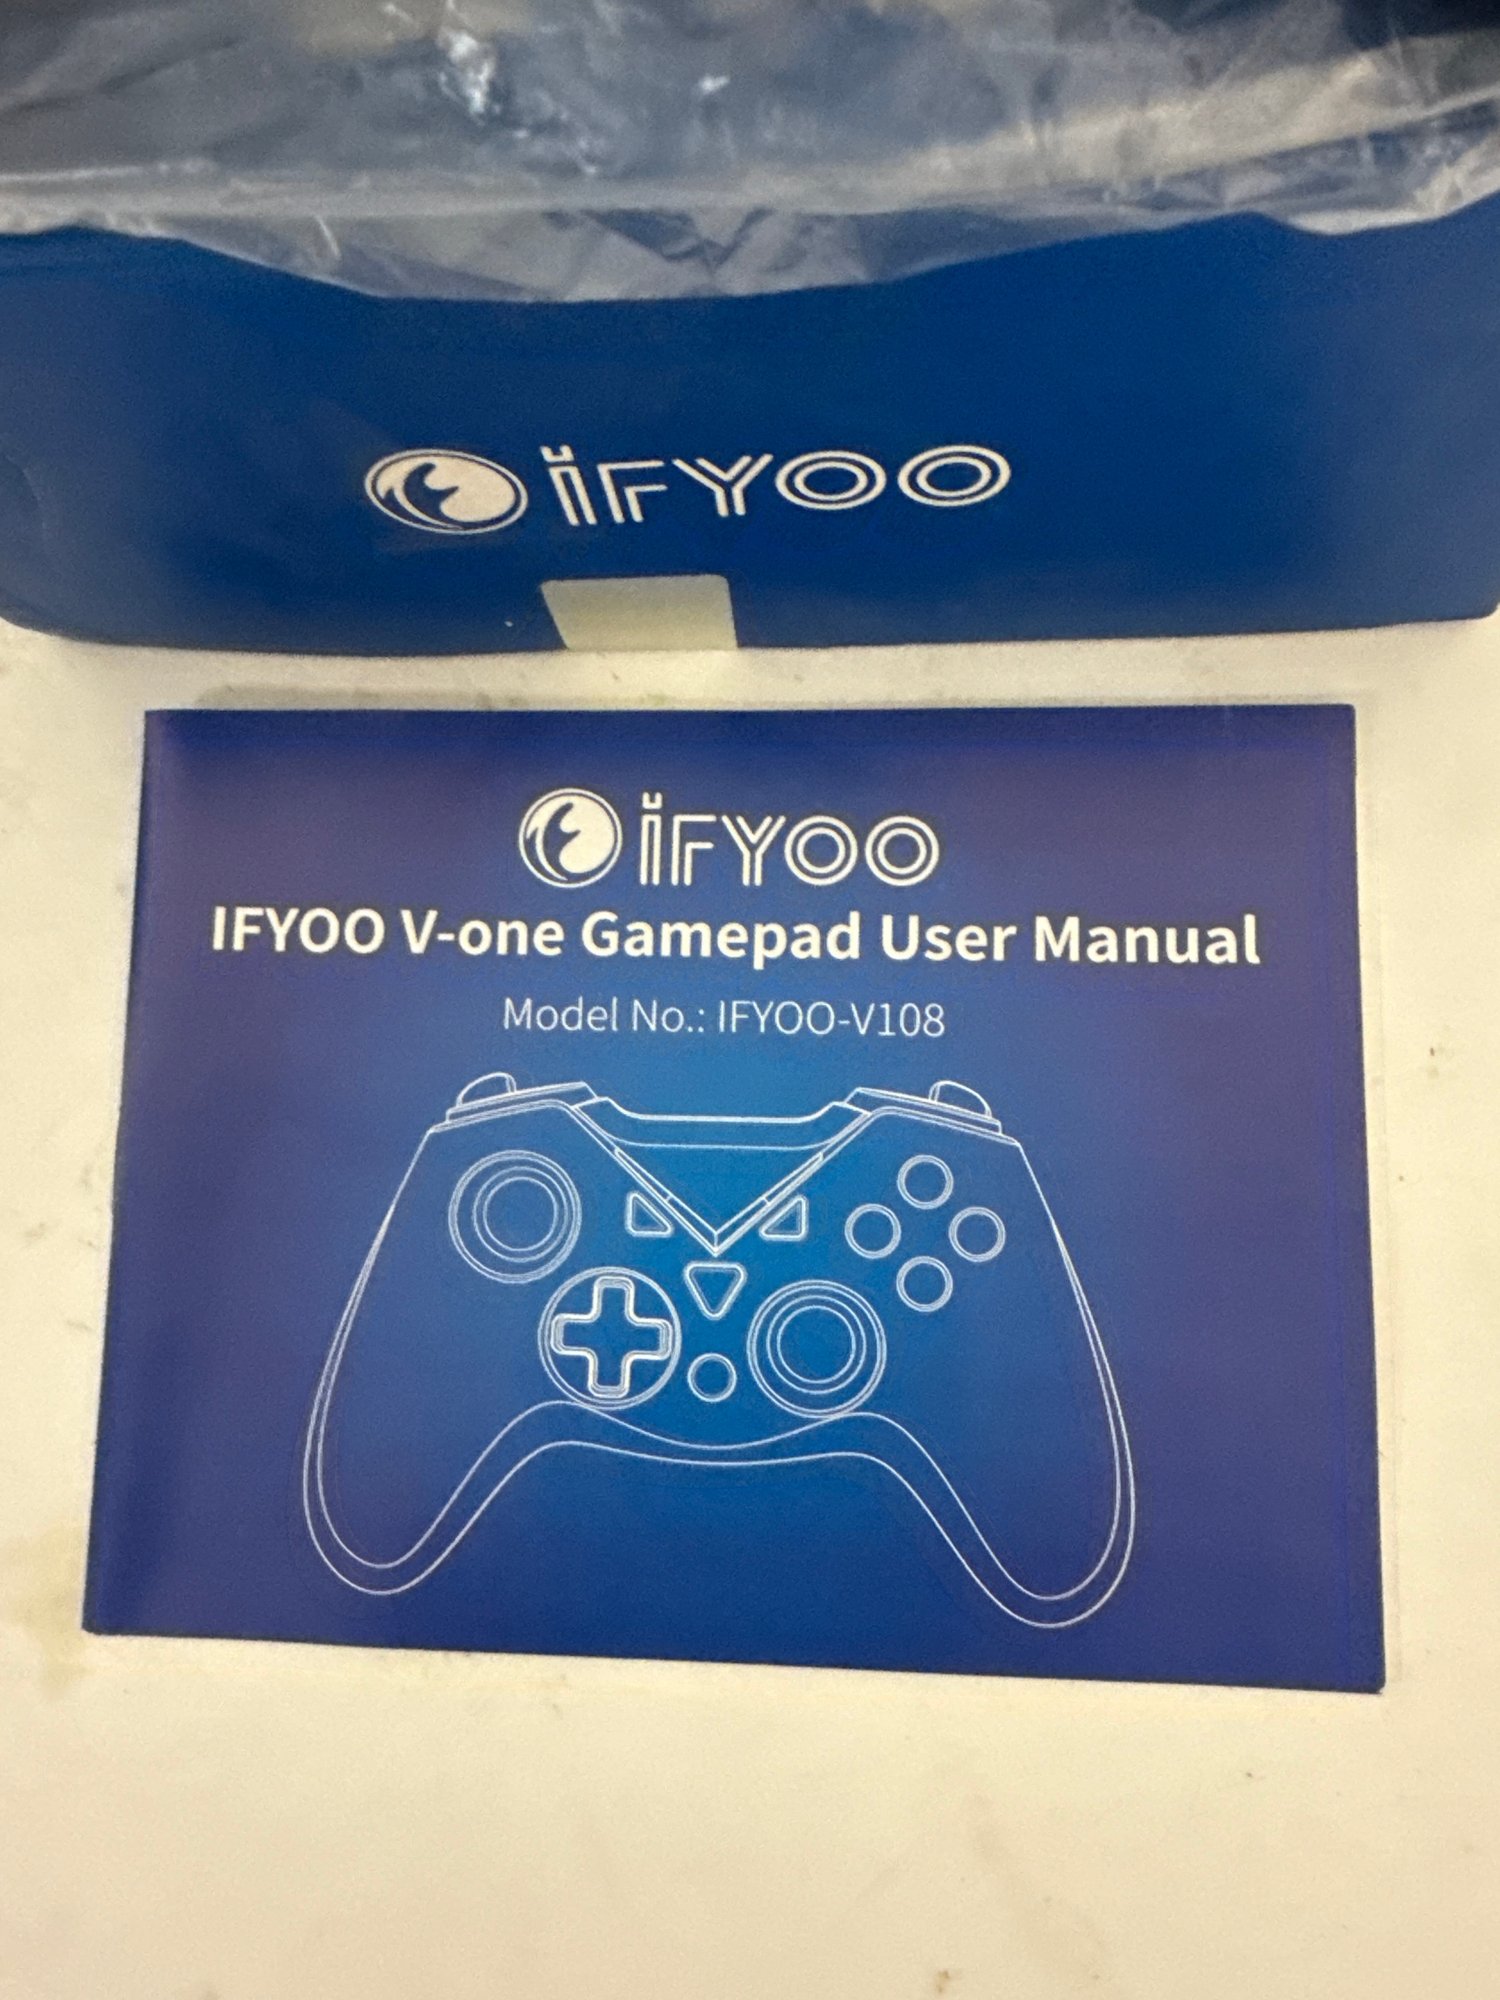 IFYOO
IFYOO
IFYOO V-one Gamepad User Manual
Model No.: IFYOO-V108